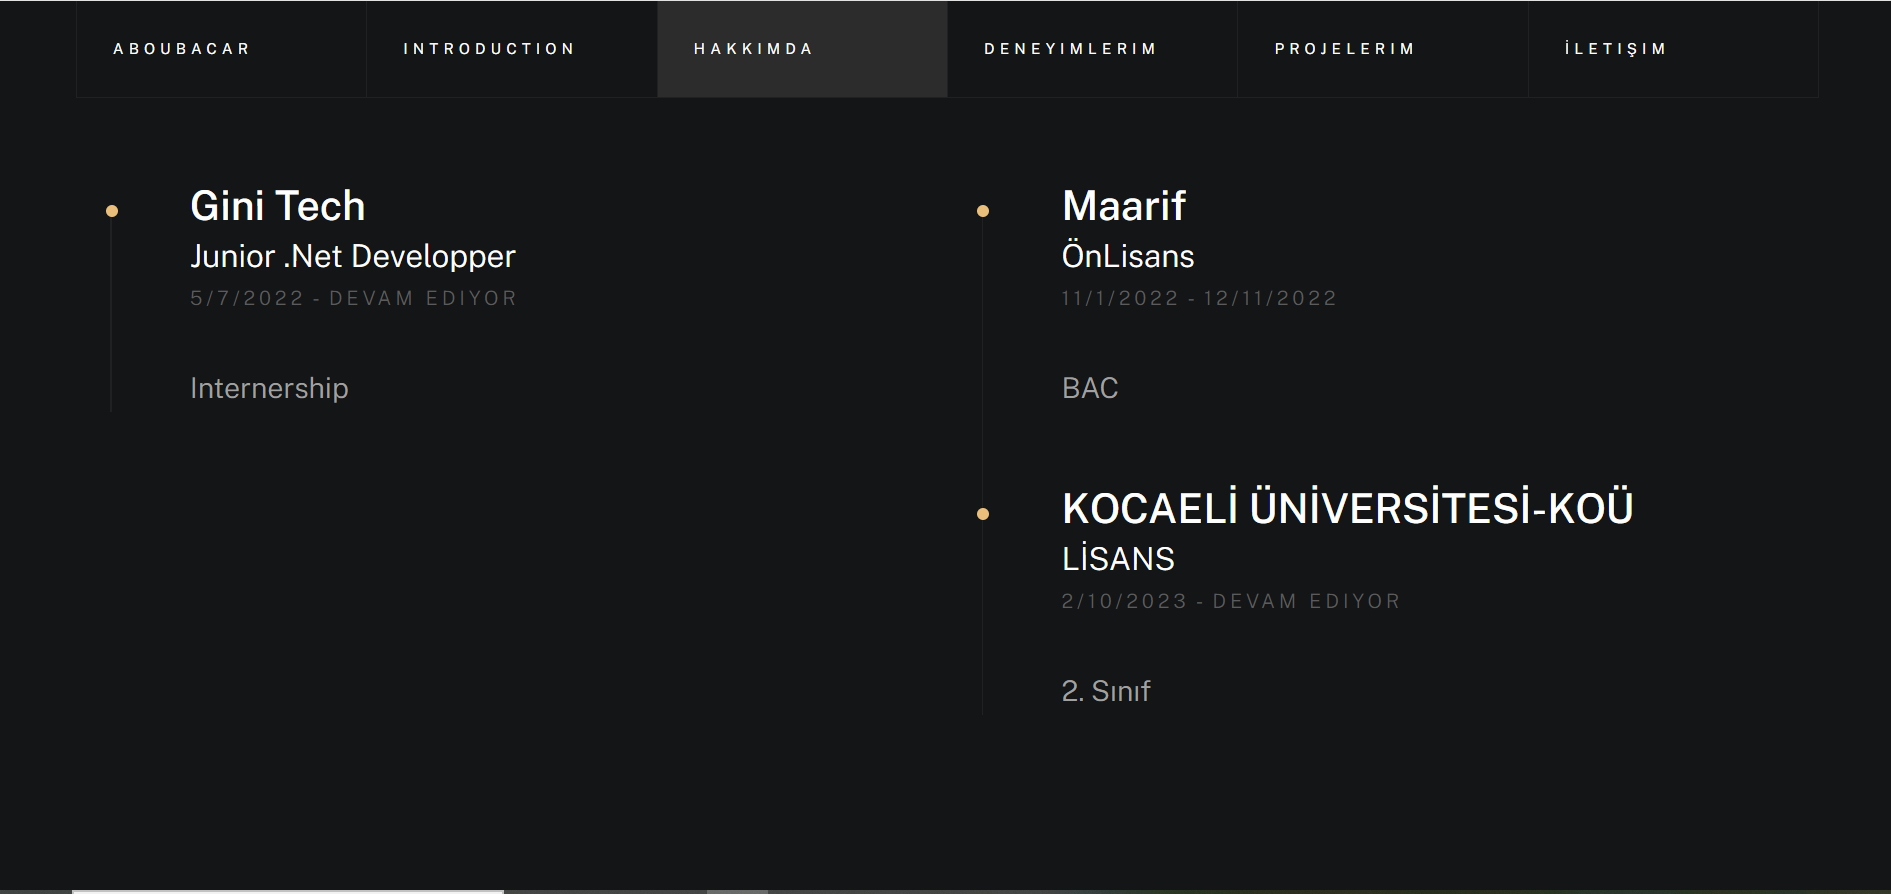 ABOUBACAR
INTRODUCTION
HAKKIMDA
DENEYIMLERIM
PROJELERIM
İLETIŞIM
Gini Tech
Junior .Net Developper
5/7/2022 - DEVAM EDIYOR
Internership
Maarif
ÖnLisans
11/1/2022 - 12/11/2022
BAC
KOCAELİ ÜNİVERSİTESİ-KOÜ
LİSANS
2/10/2023 - DEVAM EDIYOR
2. Sınıf